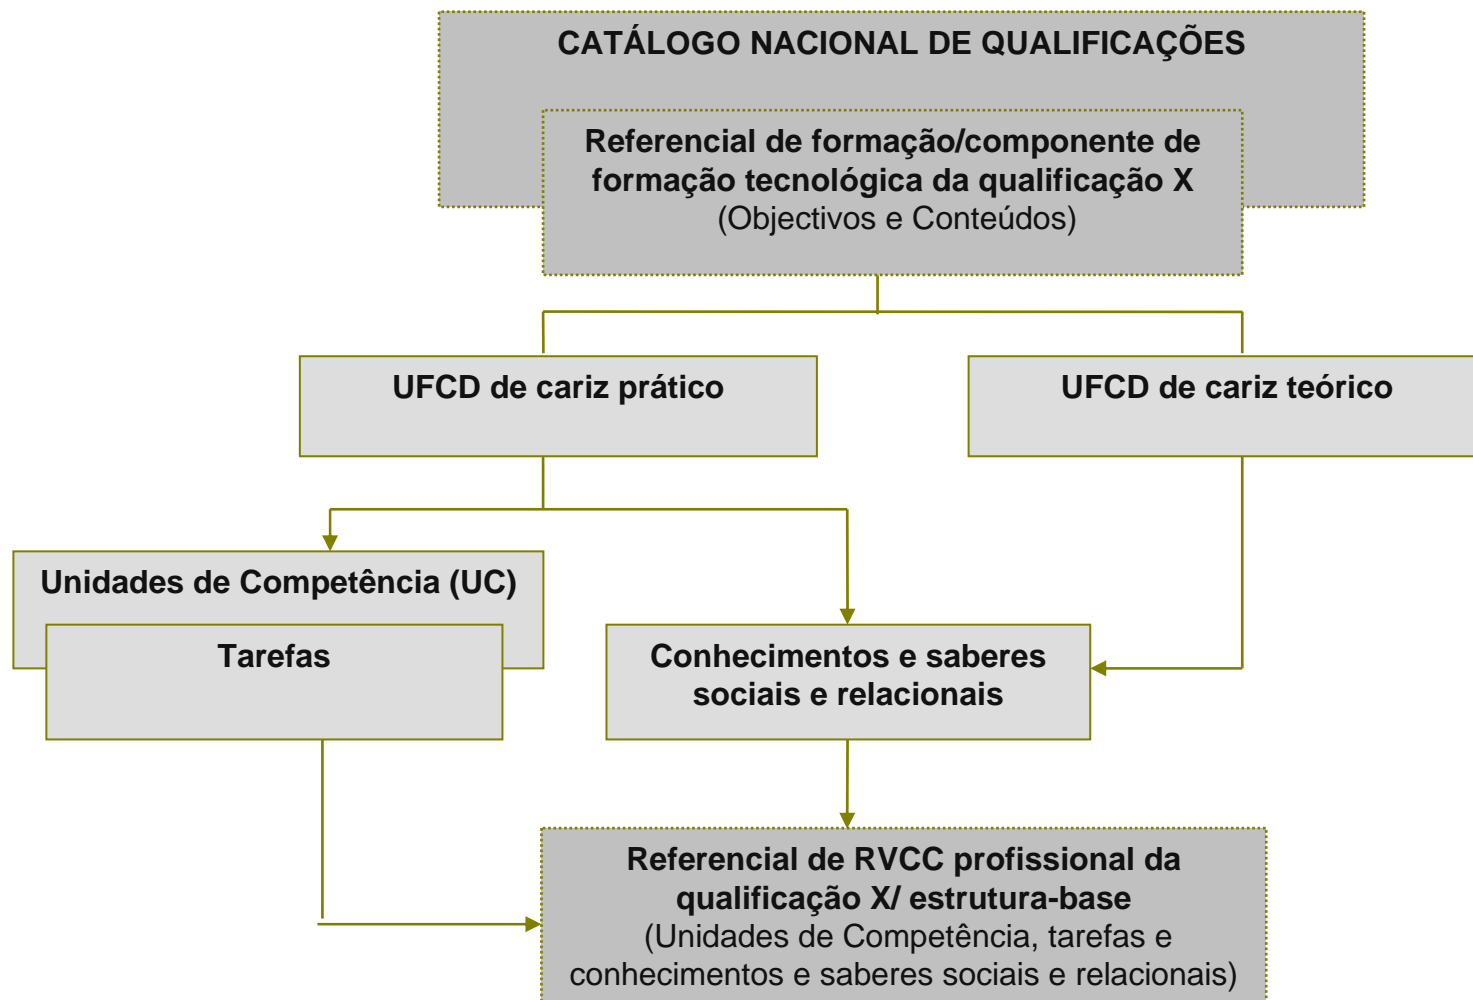 CATÁLOGO NACIONAL DE QUALIFICAÇÕES
Referencial de formação/componente de
formação tecnológica da qualificação X
(Objectivos e Conteúdos)
UFCD de cariz prático
UFCD de cariz teórico
Unidades de Competência (UC)
Tarefas
Conhecimentos e saberes
sociais e relacionais
Referencial de RVCC profissional da
qualificação X/ estrutura-base
(Unidades de Competência, tarefas e
conhecimentos e saberes sociais e relacionais)